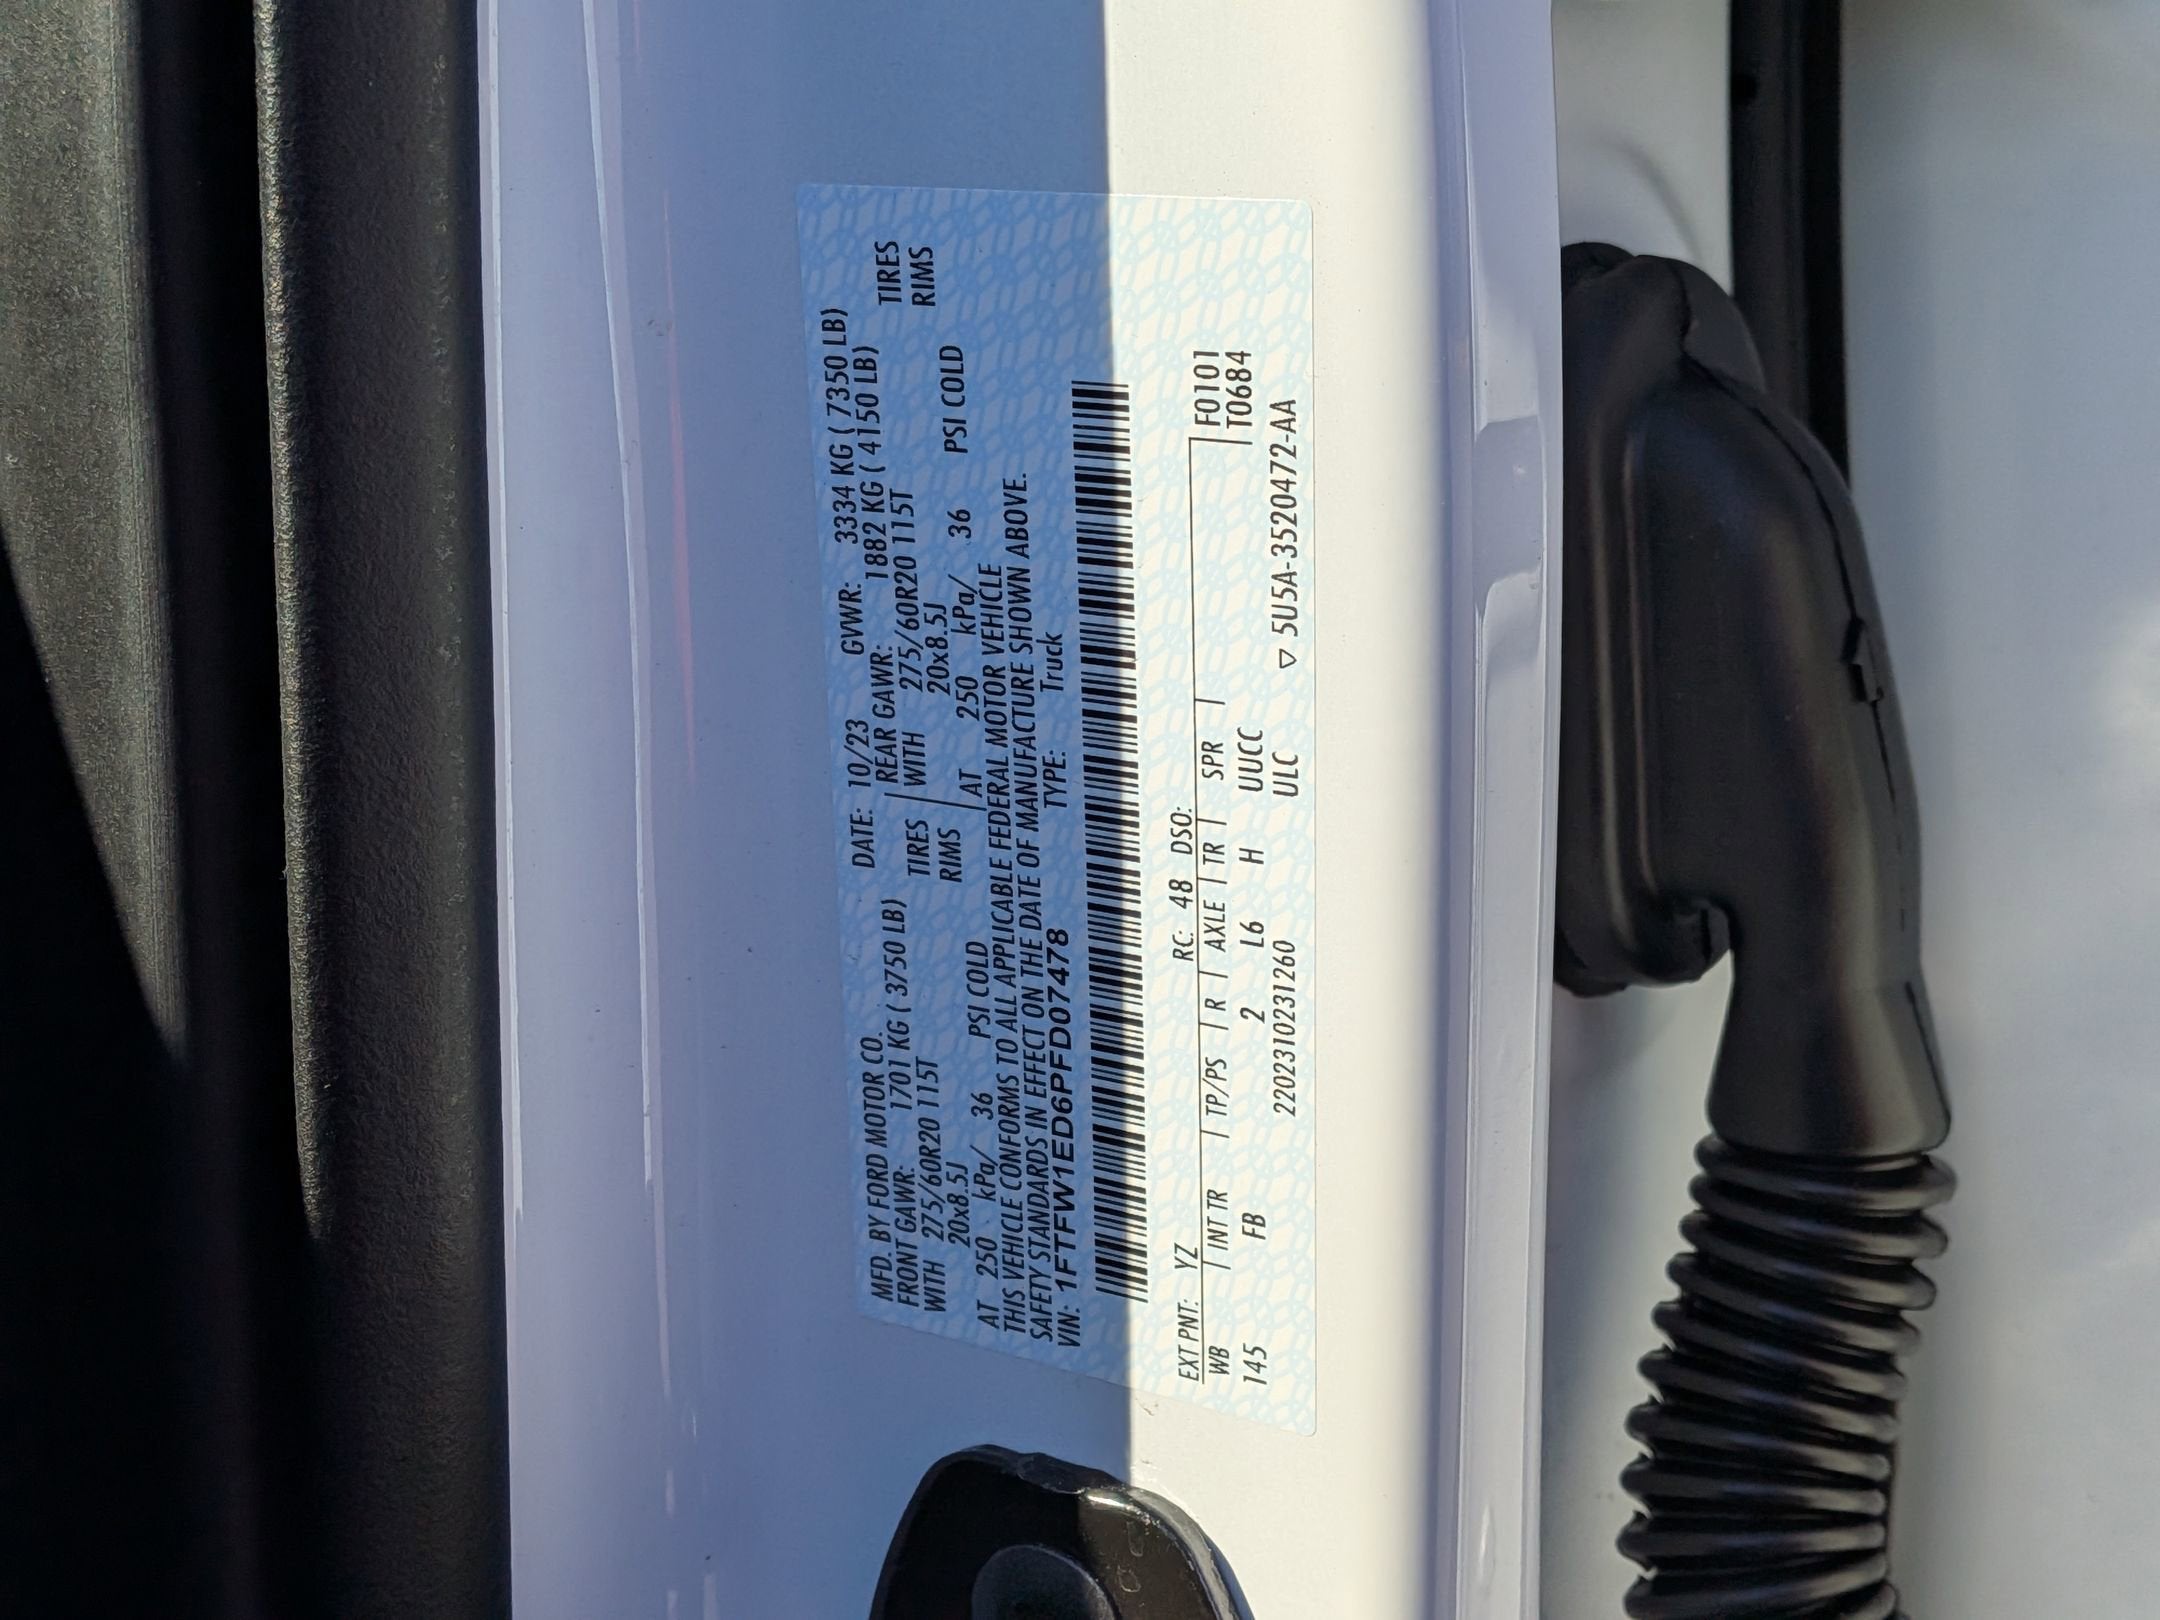 MFD. BY FORD MOTOR CO. DATE: 10/23 GVWR: 3334 KG ( 7350 LB)
FRONT GAWR: 1701 KG ( 3750 LB) REAR GAWR: 1882 KG ( 4150 LB)
WITH 275/60R20 115T TIRES WITH 275/60R20 115T TIRES
20x8.5J RIMS 20x8.5J RIMS
AT 250 kPa/ 36 PSI COLD AT 250 kPa/ 36 PSI COLD
THIS VEHICLE CONFORMS TO ALL APPLICABLE FEDERAL MOTOR VEHICLE
SAFETY STANDARDS IN EFFECT ON THE DATE OF MANUFACTURE SHOWN ABOVE.
VIN: 1FTFW1ED6PFD07478 TYPE: Truck
EXT PNT: YZ RC: 48 DSO:
WB | INT TR | TP/PS | R | AXLE | TR | SPR | F0101
145 FB 2 L6 H UUCC T0684
2202310231260 ULC ▽ 5U5A-3520472-AA